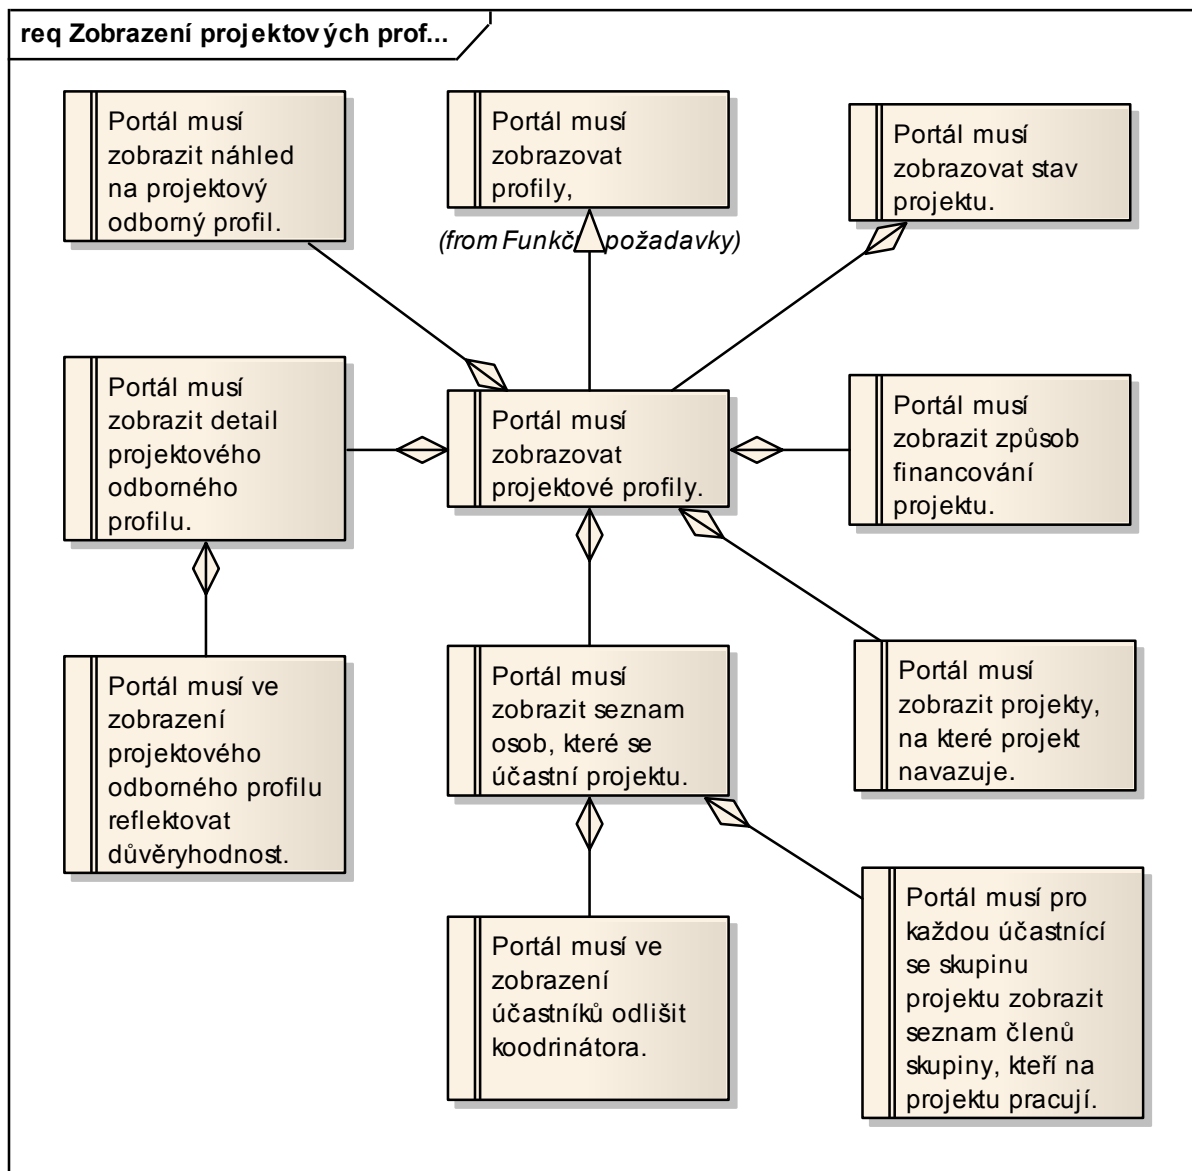 req Zobrazení projektových prof...
Portál musí
zobrazit náhled
na projektový
odborný profil.
Portál musí
zobrazovat
profily,
(from Funkční požadavky)
Portál musí
zobrazovat stav
projektu.
Portál musí
zobrazit detail
projektového
odborného
profilu.
Portál musí
zobrazovat
projektové profily.
Portál musí
zobrazit způsob
financování
projektu.
Portál musí ve
zobrazení
projektového
odborného profilu
reflektovat
důvěryhodnost.
Portál musí
zobrazit seznam
osob, které se
účastní projektu.
Portál musí
zobrazit projekty,
na které projekt
navazuje.
Portál musí ve
zobrazení
účastníků odlišit
koodrinátora.
Portál musí pro
každou účastnící
se skupinu
projektu zobrazit
seznam členů
skupiny, kteří na
projektu pracují.